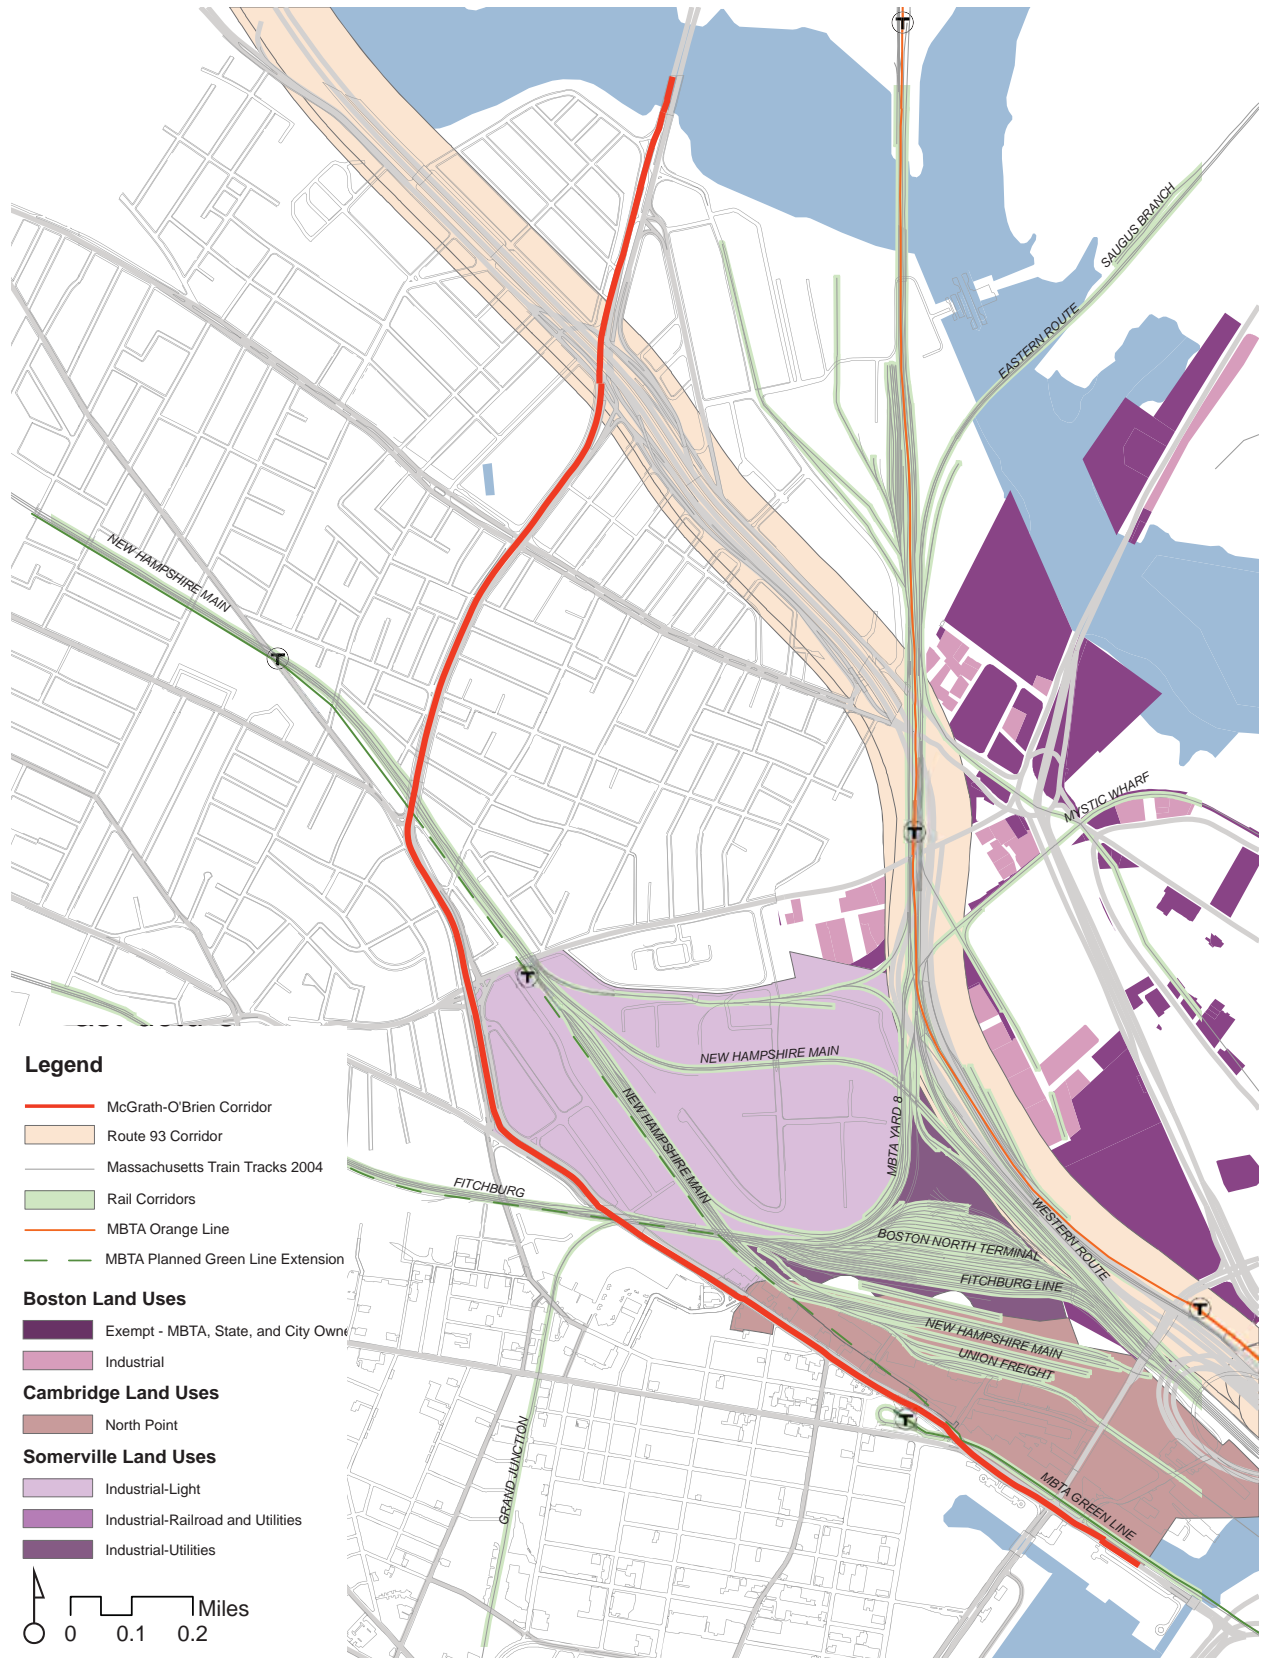 T
SAUGUS BRANCH
EASTERN ROUTE
NEW HAMPSHIRE MAIN
T
MYSTIC WHARF
T
T
NEW HAMPSHIRE MAIN
NEW HAMPSHIRE MAIN
MBTA YARD 8
FITCHBURG
WESTERN ROUTE
BOSTON NORTH TERMINAL
FITCHBURG LINE
T
NEW HAMPSHIRE MAIN
UNION FREIGHT
T
GRAND JUNCTION
MBTA GREEN LINE
Legend
McGrath-O'Brien Corridor
Route 93 Corridor
Massachusetts Train Tracks 2004
Rail Corridors
MBTA Orange Line
MBTA Planned Green Line Extension
Boston Land Uses
Exempt - MBTA, State, and City Owne
Industrial
Cambridge Land Uses
North Point
Somerville Land Uses
Industrial-Light
Industrial-Railroad and Utilities
Industrial-Utilities
Miles
0 0.1 0.2